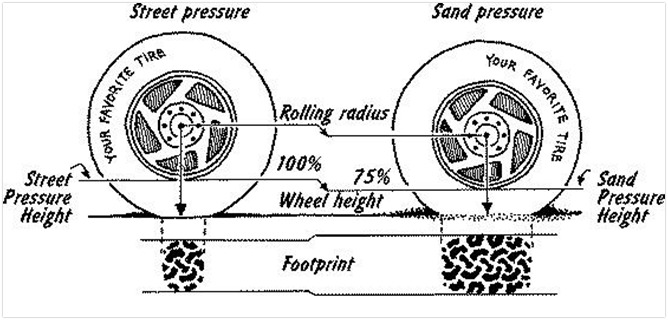 Street pressure
Sand pressure
YOUR FAVORITE TIRE
YOUR FAVORITE TIRE
Rolling radius
100%
75%
Street
Pressure
Height
Wheel height
Sand
Pressure
Height
Footprint